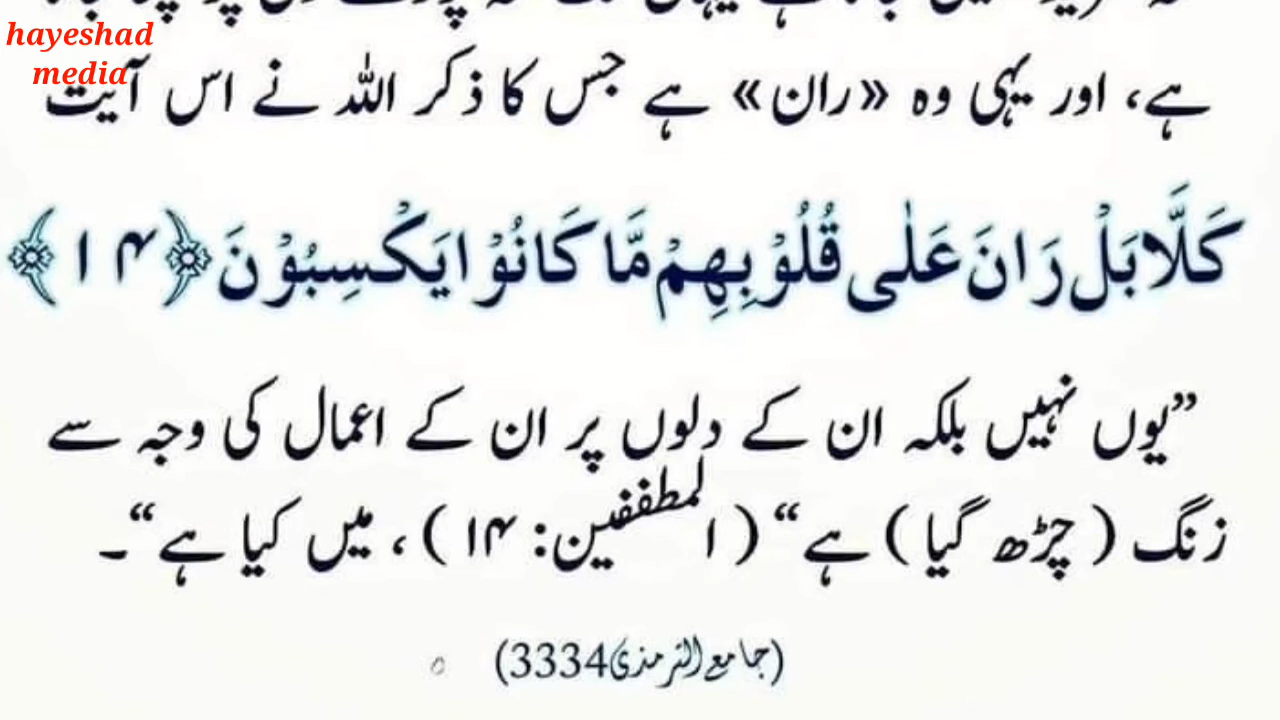 hayeshad
media
ہے، اور یہی وہ «ران» ہے جس کا ذکر اللہ نے اس آیت
كَلَّا بَلْ رَانَ عَلٰى قُلُوْبِهِمْ مَّا كَانُوْا يَكْسِبُوْنَ ﴿۱۴﴾
”یوں نہیں بلکہ ان کے دلوں پر ان کے اعمال کی وجہ سے
زنگ ( چڑھ گیا ) ہے“ ( المطففین: ۱۴ ) ، میں کیا ہے“۔
(جامع الترمذی3334)